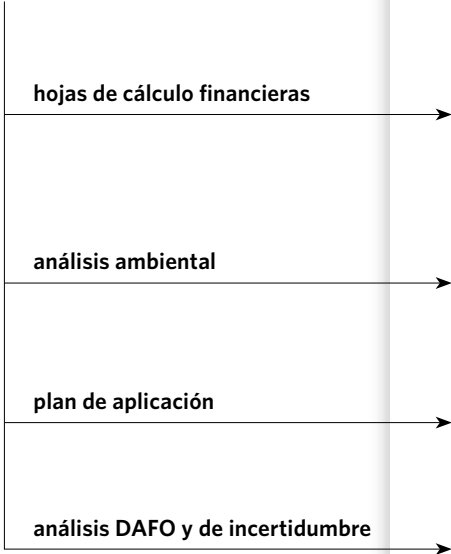 hojas de cálculo financieras
análisis ambiental
plan de aplicación
análisis DAFO y de incertidumbre